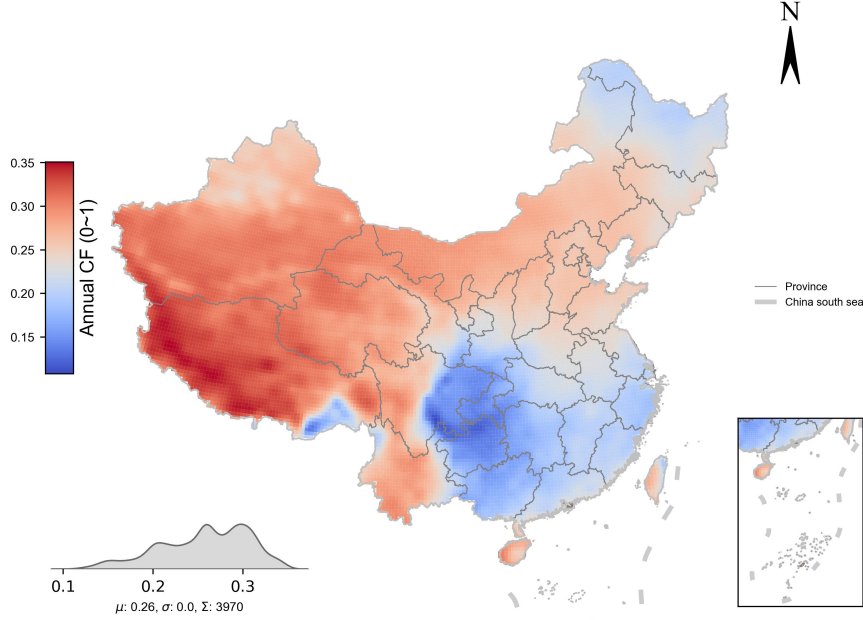 N
0.35
0.30
0.25
0.20
0.15
Annual CF (0~1)
Province
China south sea
0.1 0.2 0.3
μ: 0.26, σ: 0.0, Σ: 3970